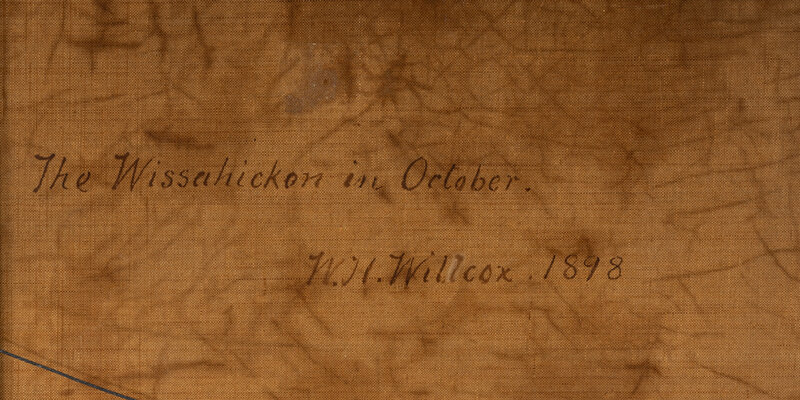 The Wissahickon in October.
W.H. Willcox . 1898